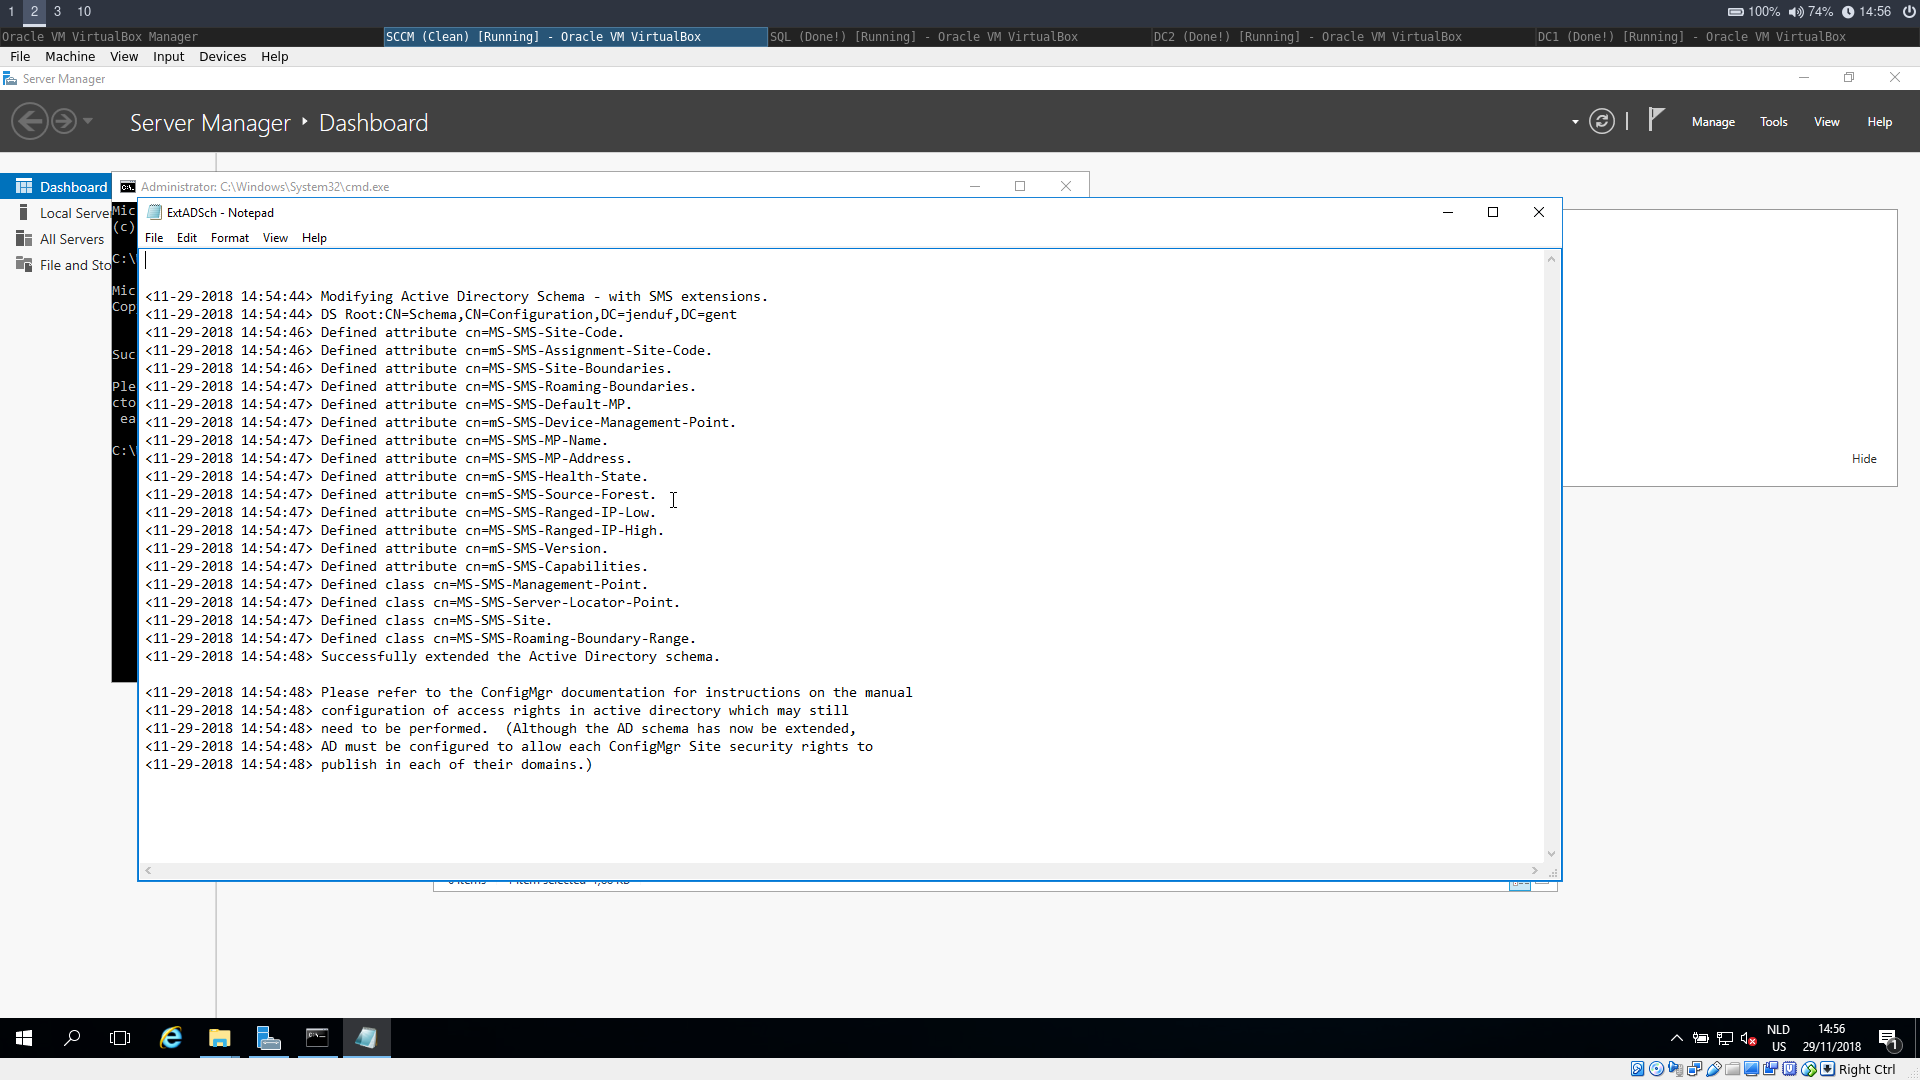 1 2 3 10
100% 74% 14:56
Oracle VM VirtualBox Manager
SCCM (Clean) [Running] - Oracle VM VirtualBox
SQL (Done!) [Running] - Oracle VM VirtualBox
DC2 (Done!) [Running] - Oracle VM VirtualBox
DC1 (Done!) [Running] - Oracle VM VirtualBox
File Machine View Input Devices Help
Server Manager
Server Manager ‣ Dashboard
Manage Tools View Help
Dashboard
Local Server
All Servers
File and Sto
Administrator: C:\Windows\System32\cmd.exe
Mic
(c)
C:\
Mic
Cop
Suc
Ple
cto
ea
C:\
ExtADSch - Notepad
File Edit Format View Help
<11-29-2018 14:54:44> Modifying Active Directory Schema - with SMS extensions.
<11-29-2018 14:54:44> DS Root:CN=Schema,CN=Configuration,DC=jenduf,DC=gent
<11-29-2018 14:54:46> Defined attribute cn=MS-SMS-Site-Code.
<11-29-2018 14:54:46> Defined attribute cn=mS-SMS-Assignment-Site-Code.
<11-29-2018 14:54:46> Defined attribute cn=MS-SMS-Site-Boundaries.
<11-29-2018 14:54:47> Defined attribute cn=MS-SMS-Roaming-Boundaries.
<11-29-2018 14:54:47> Defined attribute cn=MS-SMS-Default-MP.
<11-29-2018 14:54:47> Defined attribute cn=mS-SMS-Device-Management-Point.
<11-29-2018 14:54:47> Defined attribute cn=MS-SMS-MP-Name.
<11-29-2018 14:54:47> Defined attribute cn=MS-SMS-MP-Address.
<11-29-2018 14:54:47> Defined attribute cn=mS-SMS-Health-State.
<11-29-2018 14:54:47> Defined attribute cn=mS-SMS-Source-Forest.
<11-29-2018 14:54:47> Defined attribute cn=MS-SMS-Ranged-IP-Low.
<11-29-2018 14:54:47> Defined attribute cn=MS-SMS-Ranged-IP-High.
<11-29-2018 14:54:47> Defined attribute cn=mS-SMS-Version.
<11-29-2018 14:54:47> Defined attribute cn=mS-SMS-Capabilities.
<11-29-2018 14:54:47> Defined class cn=MS-SMS-Management-Point.
<11-29-2018 14:54:47> Defined class cn=MS-SMS-Server-Locator-Point.
<11-29-2018 14:54:47> Defined class cn=MS-SMS-Site.
<11-29-2018 14:54:47> Defined class cn=MS-SMS-Roaming-Boundary-Range.
<11-29-2018 14:54:48> Successfully extended the Active Directory schema.
<11-29-2018 14:54:48> Please refer to the ConfigMgr documentation for instructions on the manual
<11-29-2018 14:54:48> configuration of access rights in active directory which may still
<11-29-2018 14:54:48> need to be performed.  (Although the AD schema has now be extended,
<11-29-2018 14:54:48> AD must be configured to allow each ConfigMgr Site security rights to
<11-29-2018 14:54:48> publish in each of their domains.)
Hide
NLD
US
14:56
29/11/2018
1
Right Ctrl